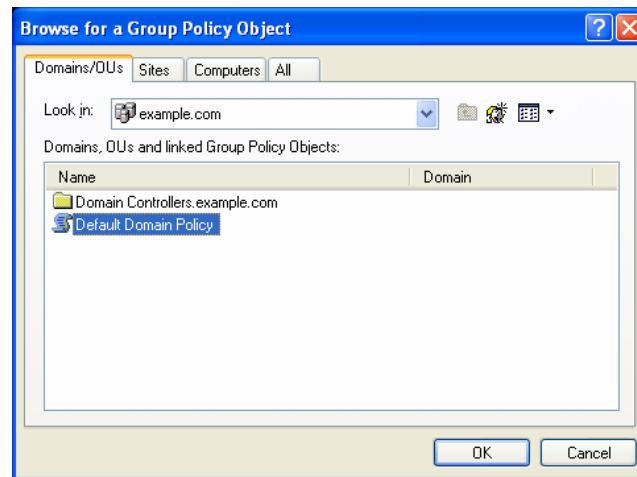 Browse for a Group Policy Object
Domains/OUs Sites Computers All
Look in: example.com
Domains, OUs and linked Group Policy Objects:
Name Domain
Domain Controllers.example.com
Default Domain Policy
OK Cancel